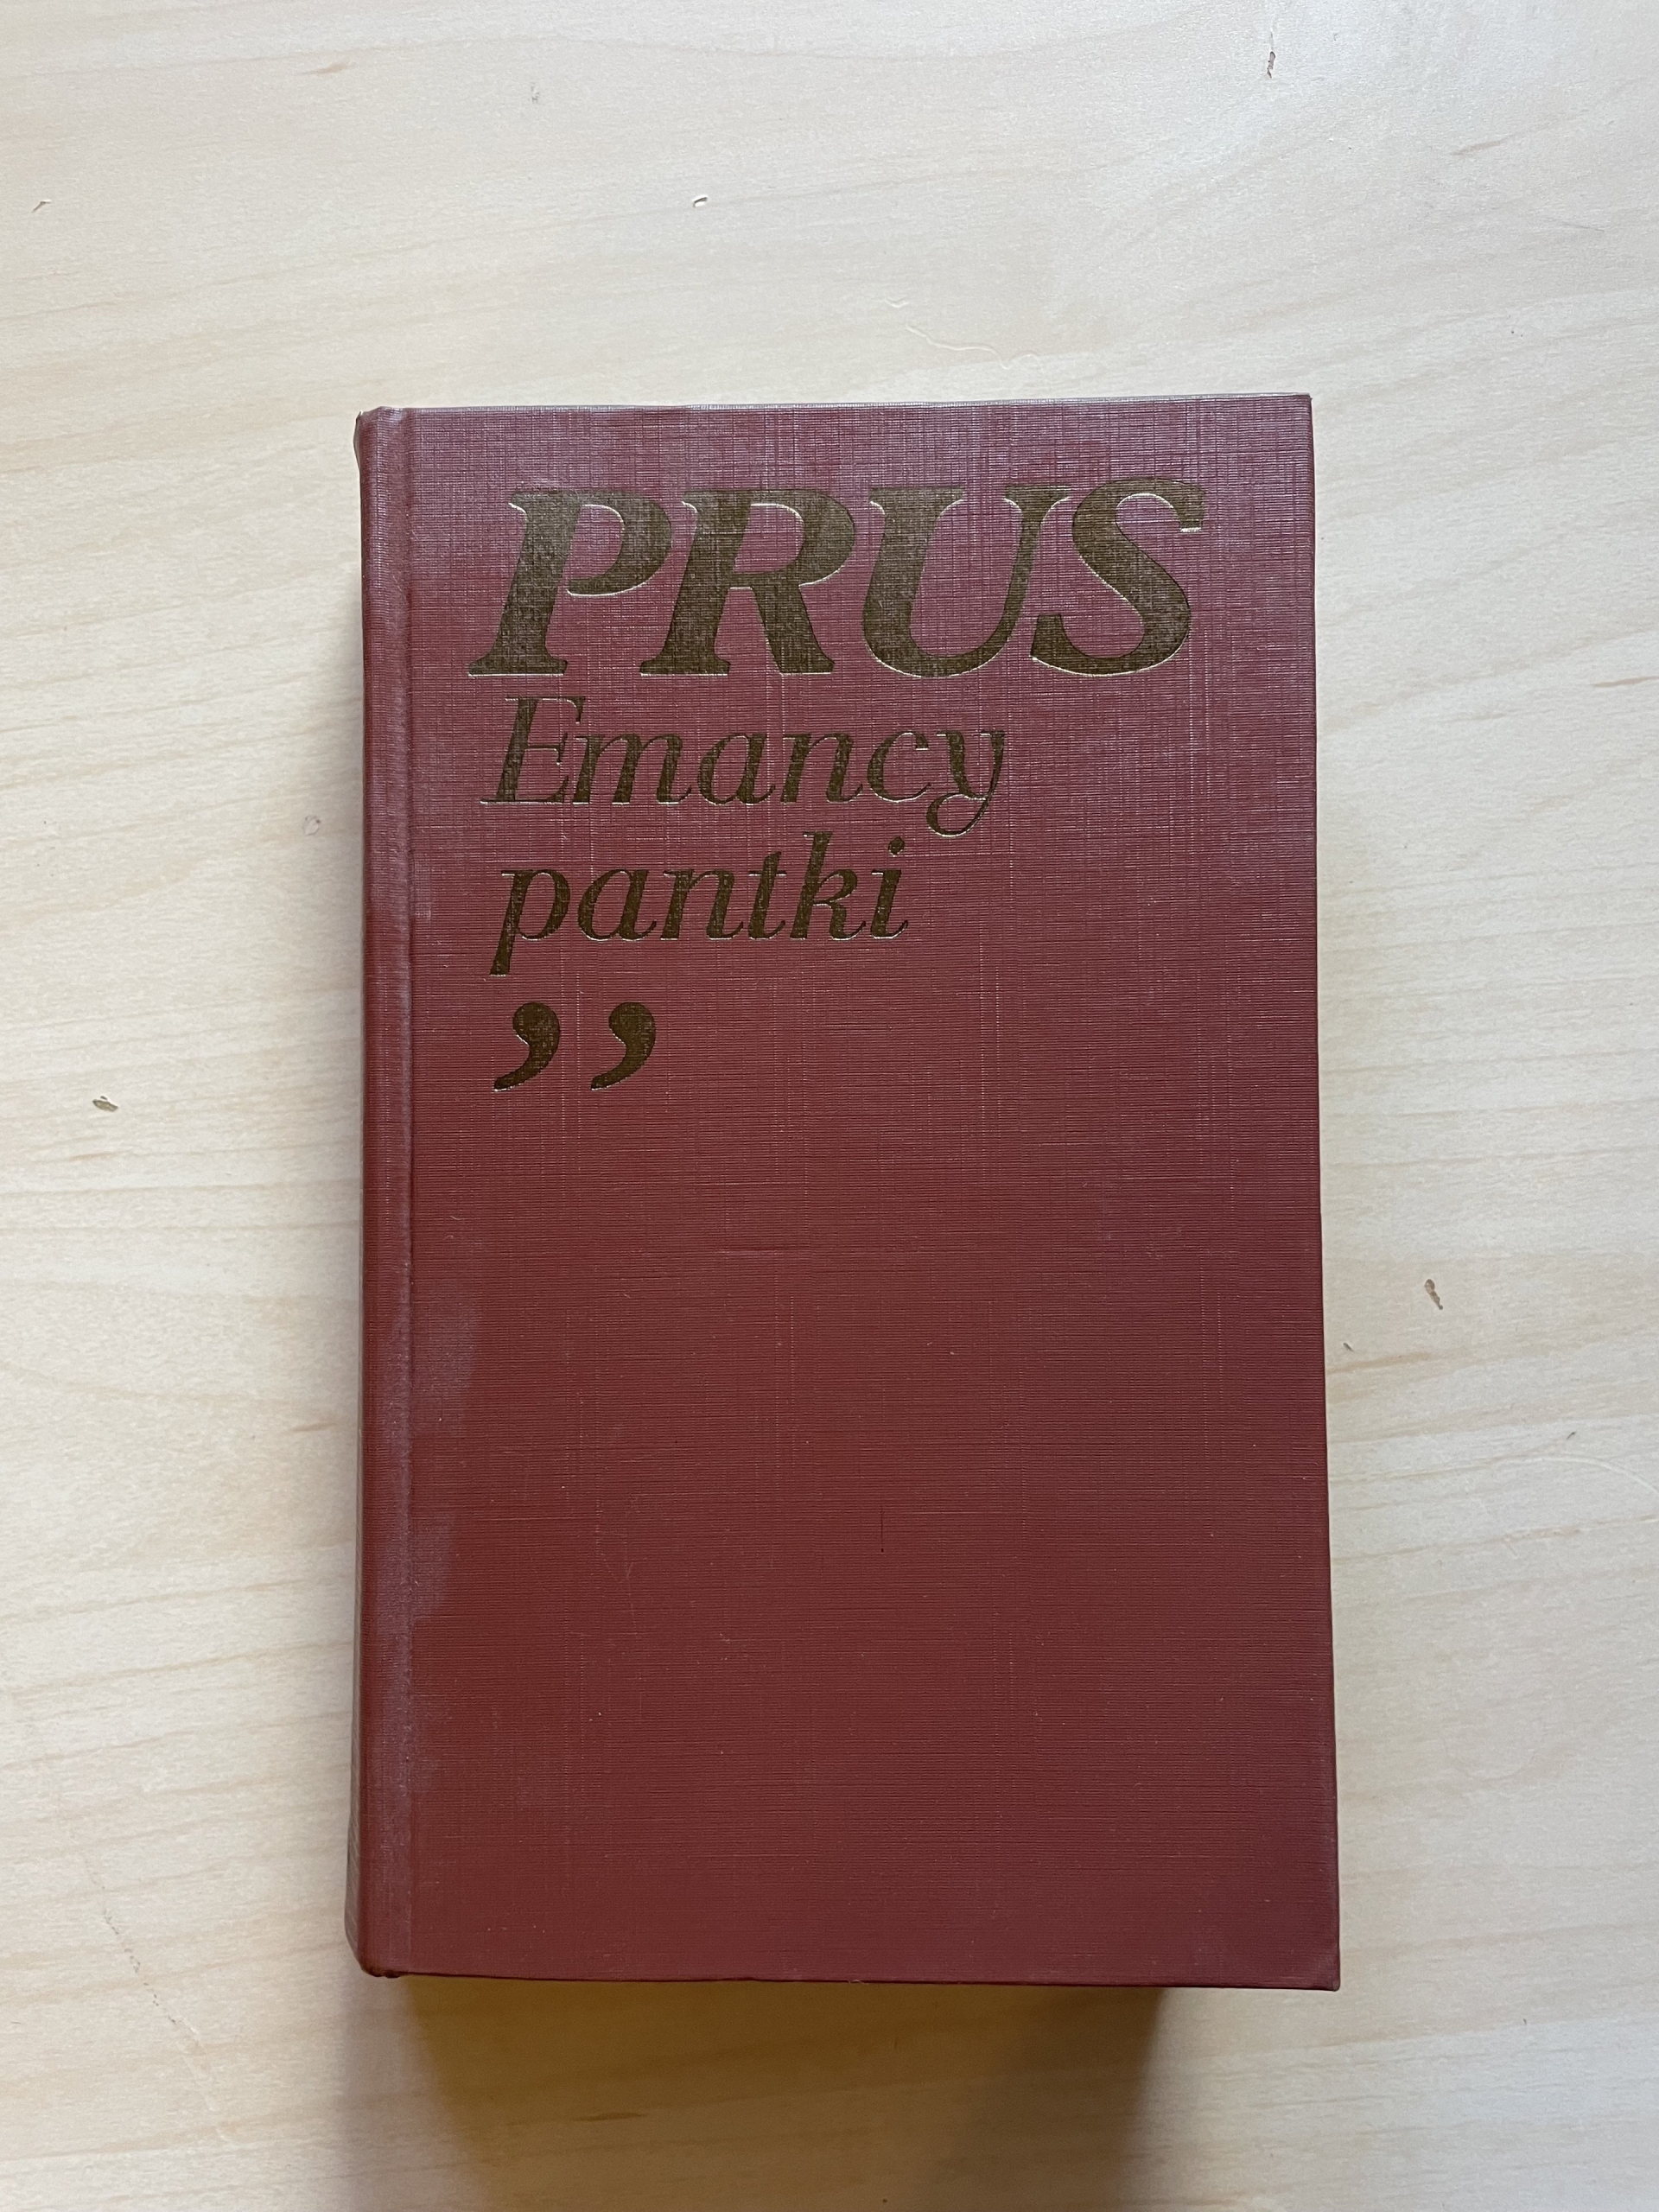 PRUS
Emancy
pantki
”